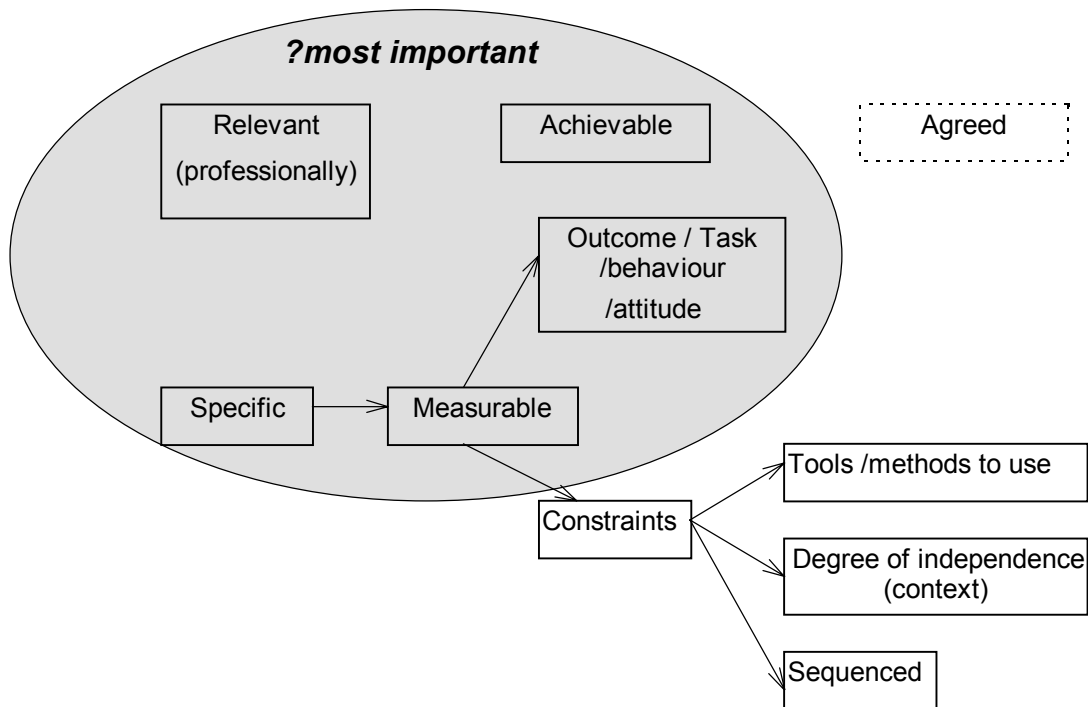 ?most important
Relevant
(professionally)
Achievable
Agreed
Outcome / Task
/behaviour
/attitude
Specific
Measurable
Constraints
Tools /methods to use
Degree of independence
(context)
Sequenced